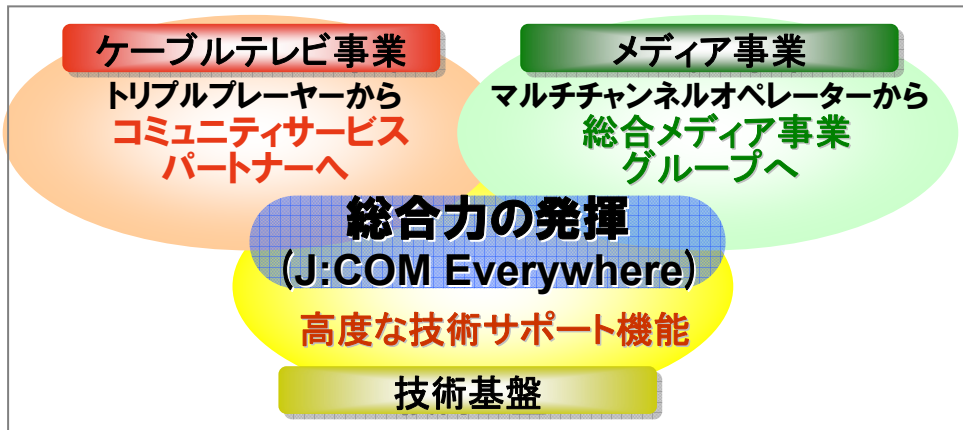 ケーブルテレビ事業
トリプルプレーヤーから
コミュニティサービス
パートナーへ
メディア事業
マルチチャンネルオペレーターから
総合メディア事業
グループへ
総合力の発揮
(J:COM Everywhere)
高度な技術サポート機能
技術基盤